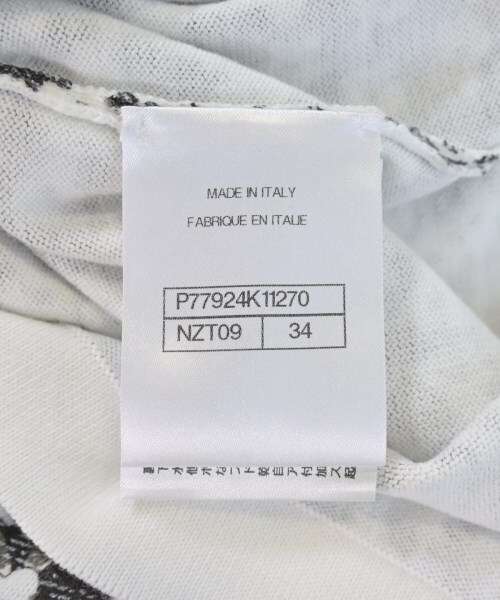 MADE IN ITALY
FABRIQUE EN ITALIE
P77924K11270
NZT09 34